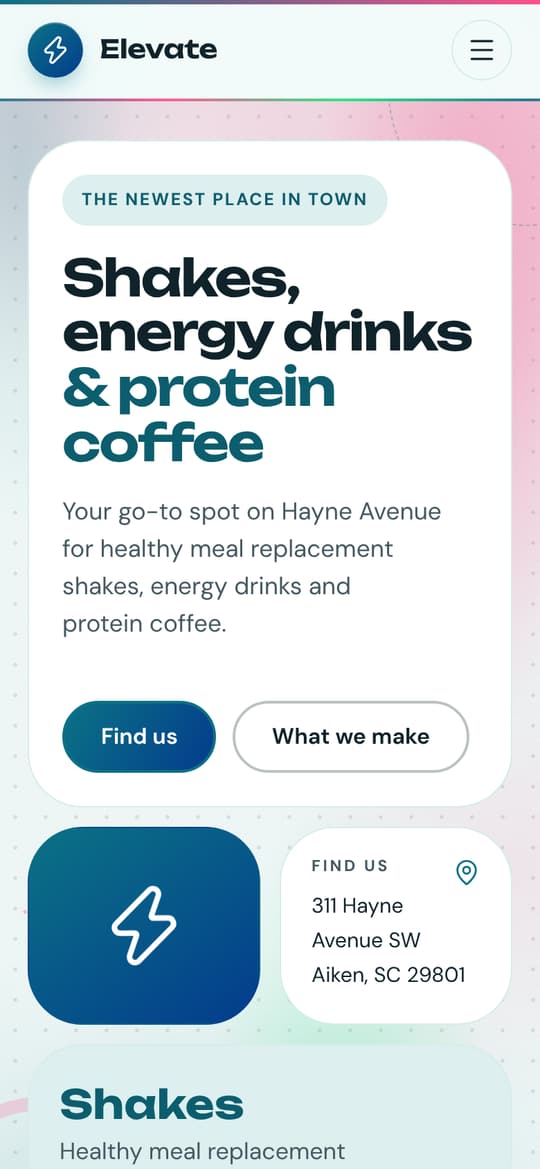 Elevate
THE NEWEST PLACE IN TOWN
Shakes,
energy drinks
& protein
coffee
Your go-to spot on Hayne Avenue
for healthy meal replacement
shakes, energy drinks and
protein coffee.
Find us
What we make
FIND US
311 Hayne
Avenue SW
Aiken, SC 29801
Shakes
Healthy meal replacement